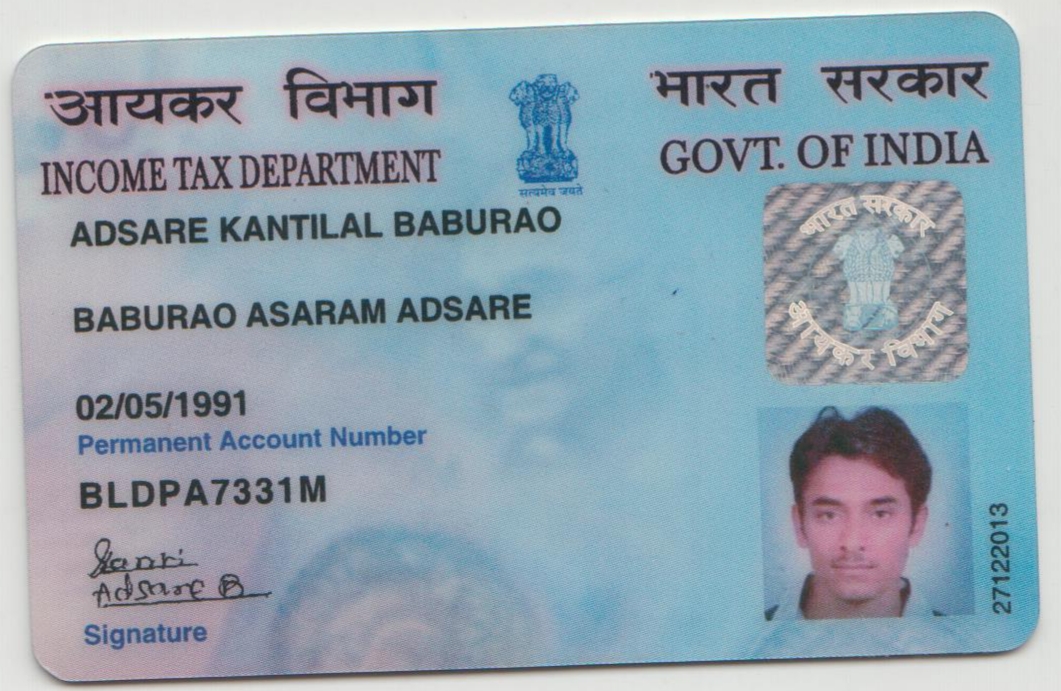 आयकर विभाग
INCOME TAX DEPARTMENT
सत्यमेव जयते
भारत सरकार
GOVT. OF INDIA
ADSARE KANTILAL BABURAO
BABURAO ASARAM ADSARE
02/05/1991
Permanent Account Number
BLDPA7331M
Adsare B
Signature
भारत सरकार
आयकर विभाग
27122013